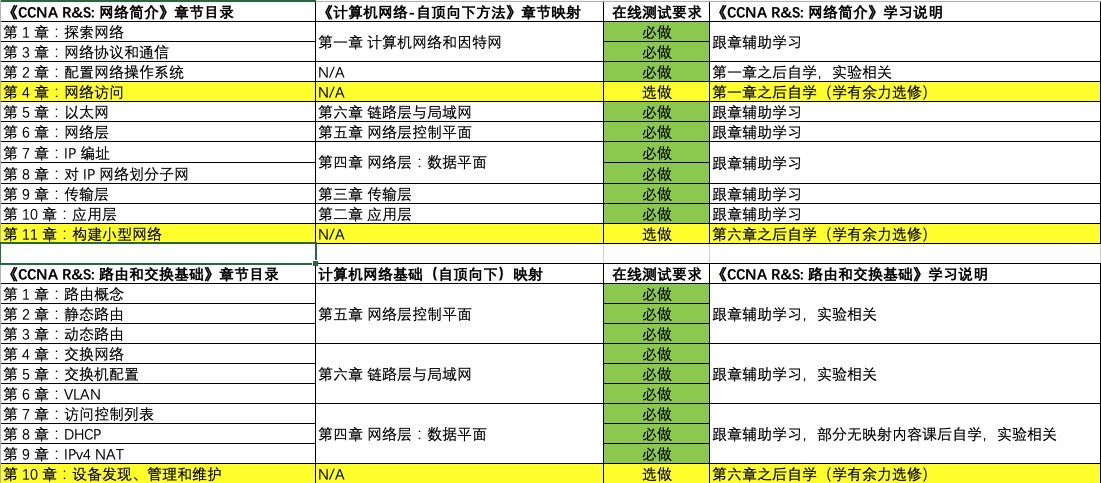 《CCNA R&S: 网络简介》章节目录 《计算机网络-自顶向下方法》章节映射 在线测试要求 《CCNA R&S: 网络简介》学习说明
第 1 章：探索网络 第一章 计算机网络和因特网 必做 跟章辅助学习
第 3 章：网络协议和通信 必做
第 2 章：配置网络操作系统 N/A 必做 第一章之后自学，实验相关
第 4 章：网络访问 N/A 选做 第一章之后自学（学有余力选修）
第 5 章：以太网 第六章 链路层与局域网 必做 跟章辅助学习
第 6 章：网络层 第五章 网络层控制平面 必做 跟章辅助学习
第 7 章：IP 编址 第四章 网络层：数据平面 必做 跟章辅助学习
第 8 章：对 IP 网络划分子网 必做
第 9 章：传输层 第三章 传输层 必做 跟章辅助学习
第 10 章：应用层 第二章 应用层 必做 跟章辅助学习
第 11 章：构建小型网络 N/A 选做 第六章之后自学（学有余力选修）
《CCNA R&S: 路由和交换基础》章节目录 计算机网络基础（自顶向下）映射 在线测试要求 《CCNA R&S: 路由和交换基础》学习说明
第 1 章：路由概念 第五章 网络层控制平面 必做 跟章辅助学习，实验相关
第 2 章：静态路由 必做
第 3 章：动态路由 必做
第 4 章：交换网络 第六章 链路层与局域网 必做 跟章辅助学习，实验相关
第 5 章：交换机配置 必做
第 6 章：VLAN 必做
第 7 章：访问控制列表 第四章 网络层：数据平面 必做 跟章辅助学习，部分无映射内容课后自学，实验相关
第 8 章：DHCP 必做
第 9 章：IPv4 NAT 必做
第 10 章：设备发现、管理和维护 N/A 选做 第六章之后自学（学有余力选修）